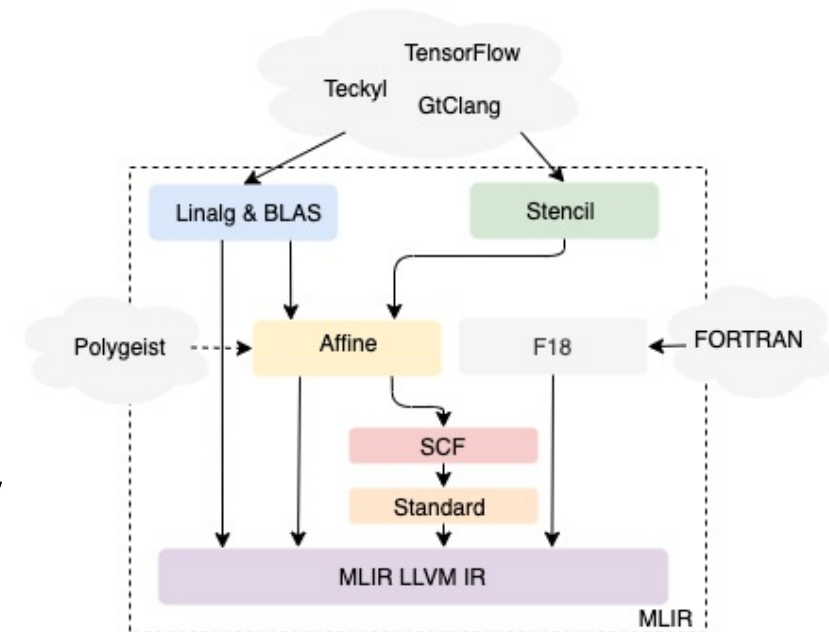 TensorFlow
Teckyl
GtClang
Linalg & BLAS
Stencil
Polygeist
Affine
F18
FORTRAN
SCF
Standard
MLIR LLVM IR
MLIR